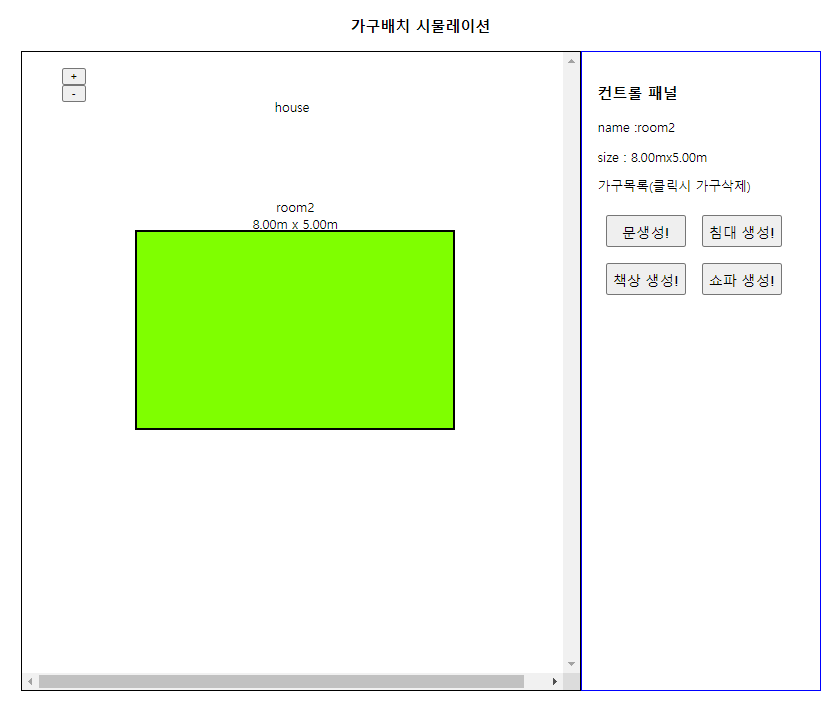 가구배치 시물레이션
+
-
house
room2
8.00m x 5.00m
컨트롤 패널
name :room2
size : 8.00mx5.00m
가구목록(클릭시 가구삭제)
문생성!
침대 생성!
책상 생성!
쇼파 생성!